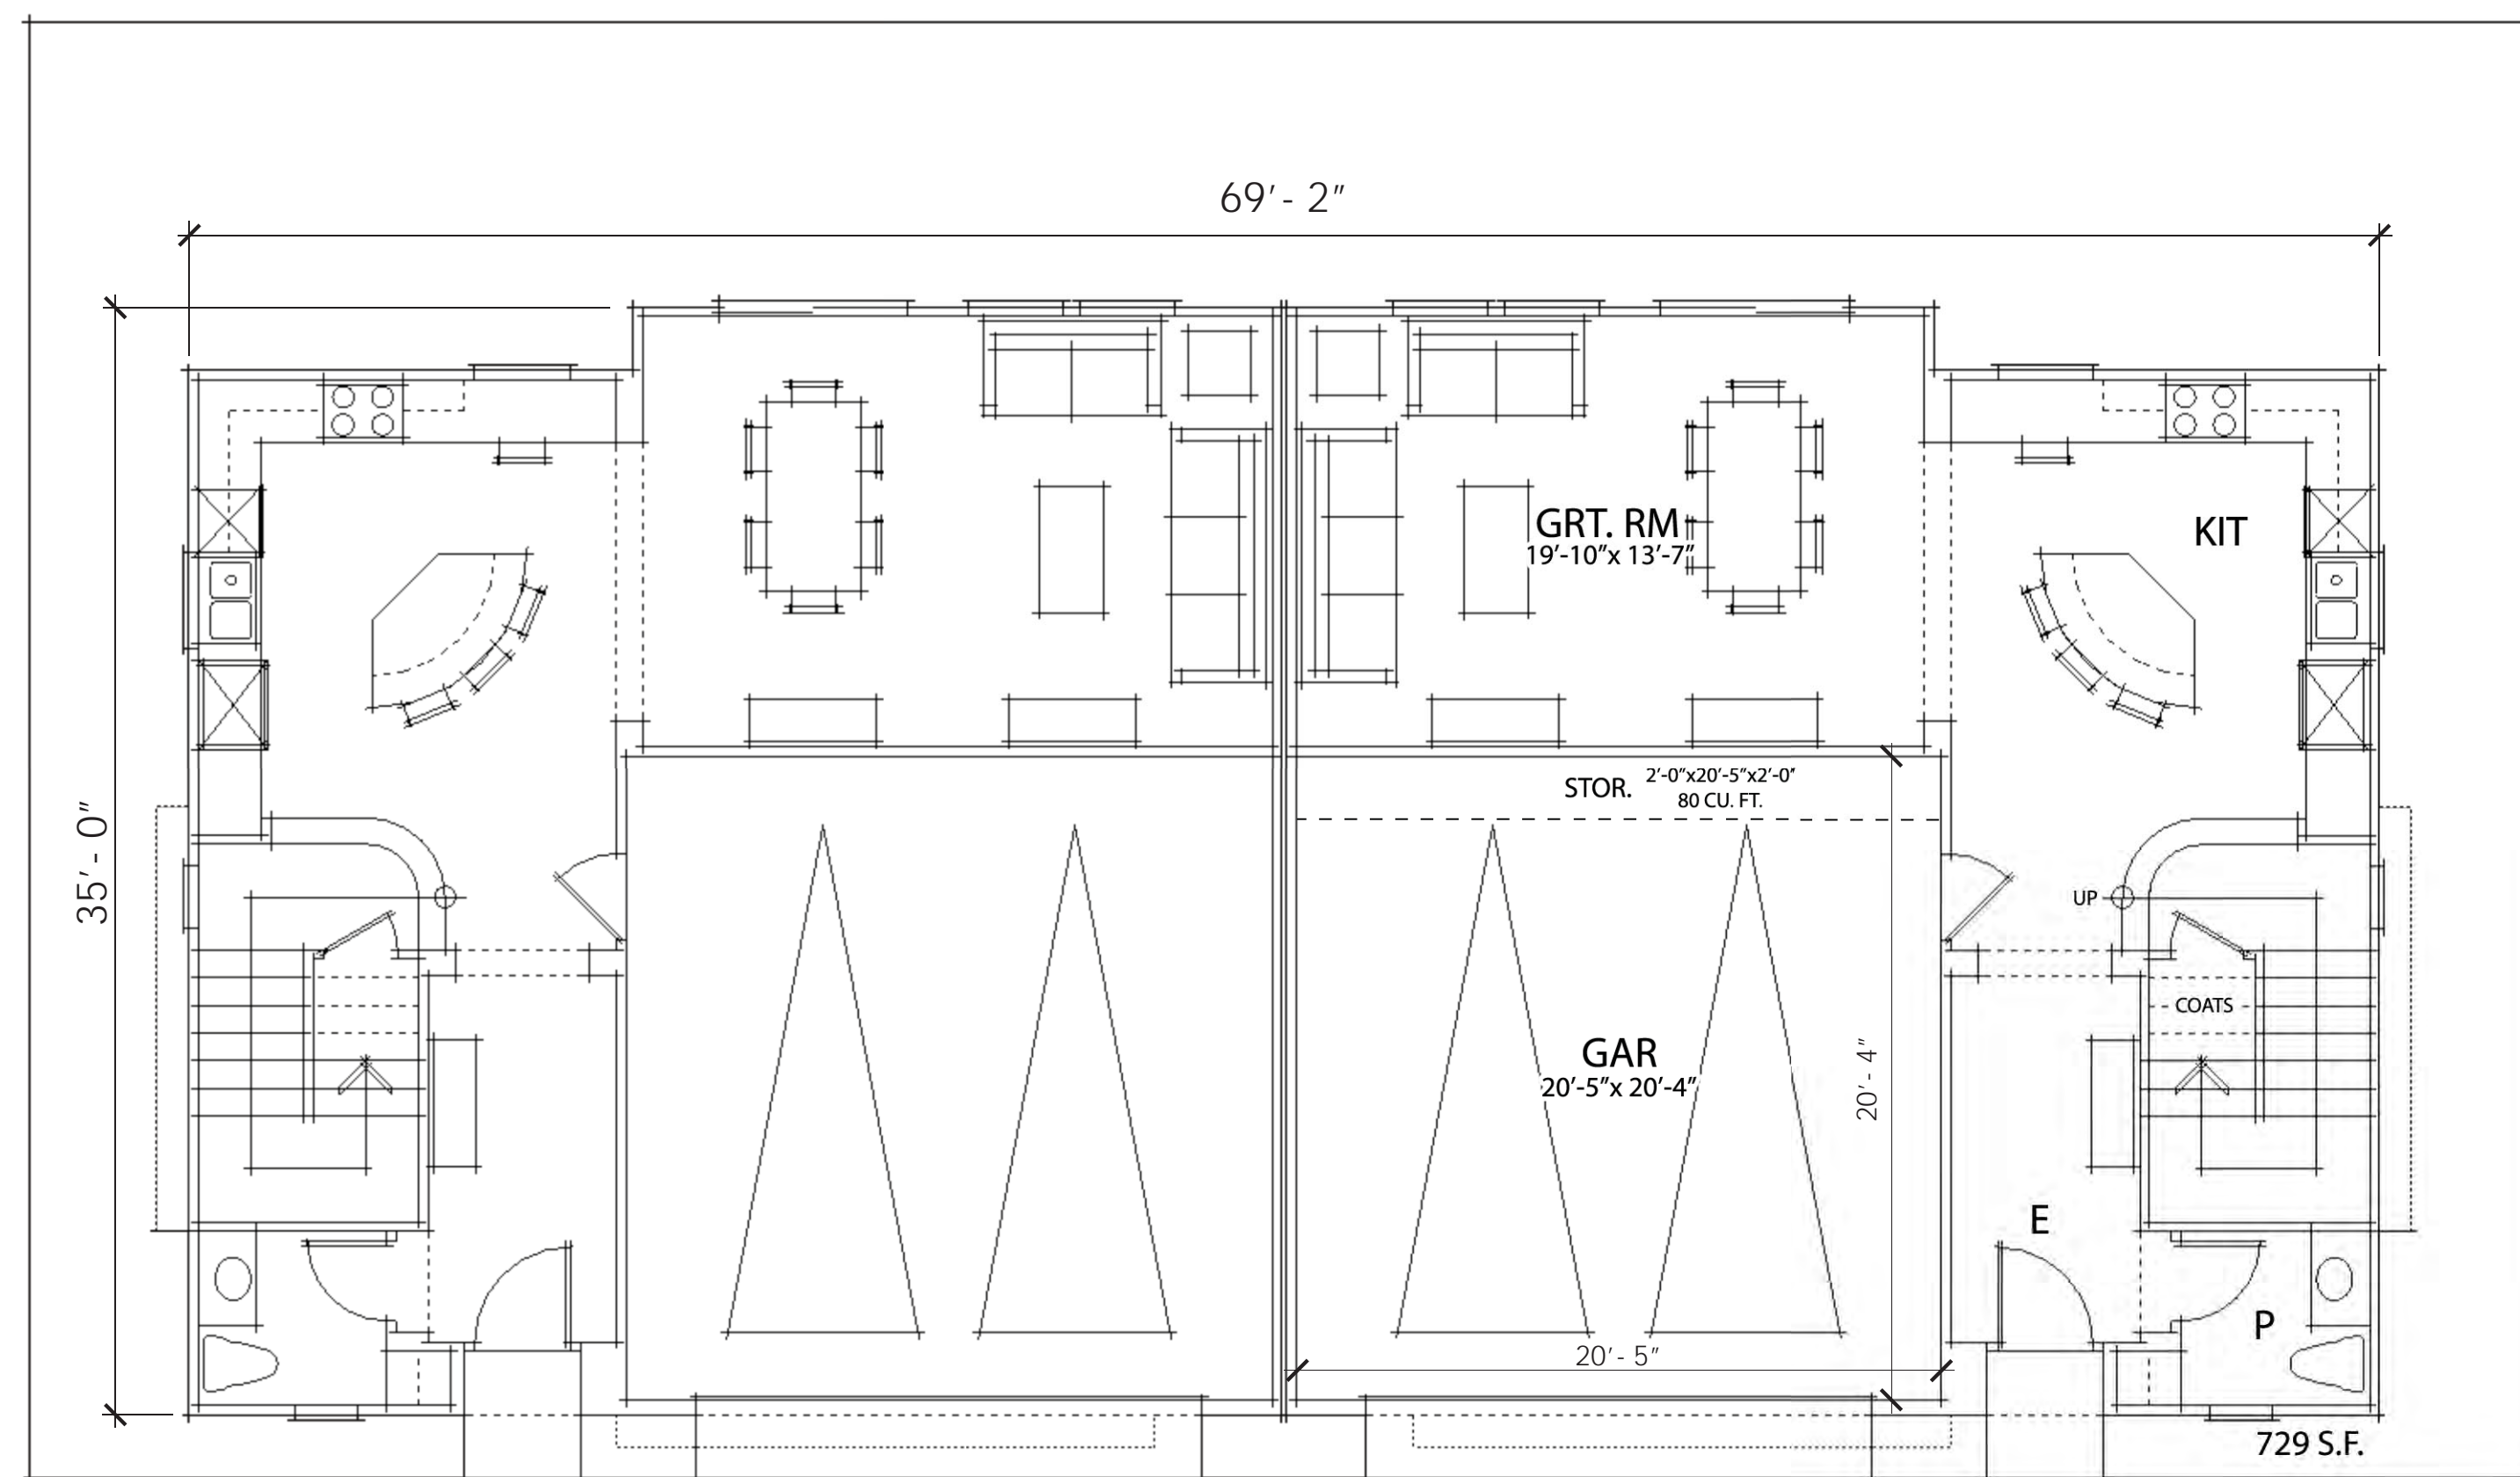 69'- 2"
GRT. RM
19'-10"x 13'-7"
KIT
STOR.
2'-0"x20'-5"x2'-0"
80 CU. FT.
35'- 0"
UP
COATS
GAR
20'-5"x 20'-4"
20'- 4"
E
P
20'- 5"
729 S.F.